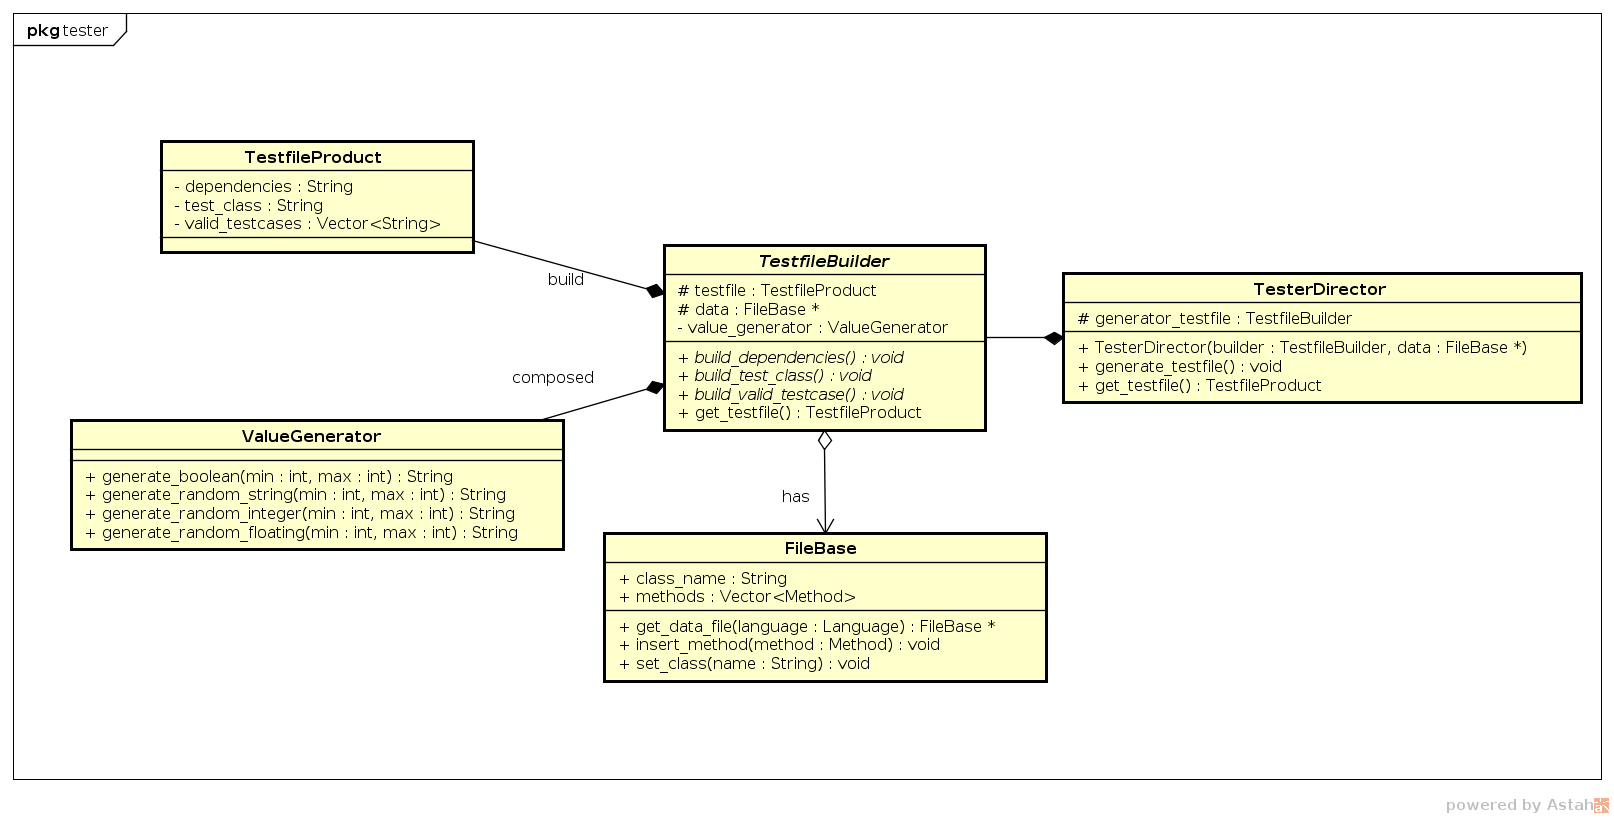 pkg tester
TestfileProduct
- dependencies : String
- test_class : String
- valid_testcases : Vector<String>
build
TestfileBuilder
# testfile : TestfileProduct
# data : FileBase *
- value_generator : ValueGenerator
+ build_dependencies() : void
+ build_test_class() : void
+ build_valid_testcase() : void
+ get_testfile() : TestfileProduct
TesterDirector
# generator_testfile : TestfileBuilder
+ TesterDirector(builder : TestfileBuilder, data : FileBase *)
+ generate_testfile() : void
+ get_testfile() : TestfileProduct
composed
ValueGenerator
+ generate_boolean(min : int, max : int) : String
+ generate_random_string(min : int, max : int) : String
+ generate_random_integer(min : int, max : int) : String
+ generate_random_floating(min : int, max : int) : String
has
FileBase
+ class_name : String
+ methods : Vector<Method>
+ get_data_file(language : Language) : FileBase *
+ insert_method(method : Method) : void
+ set_class(name : String) : void
powered by Astah